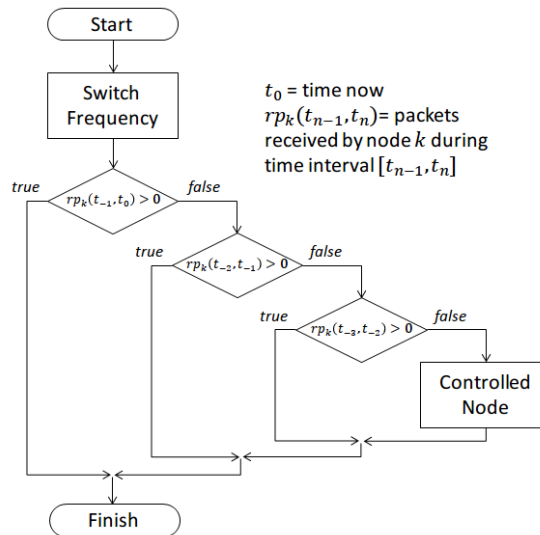 Start
Switch
Frequency
t₀ = time now
rpₖ(tₙ₋₁,tₙ)= packets
received by node k during
time interval [tₙ₋₁,tₙ]
true
rpₖ(t₋₁,t₀) > 0
false
true
rpₖ(t₋₂,t₋₁) > 0
false
true
rpₖ(t₋₃,t₋₂) > 0
false
Controlled
Node
Finish